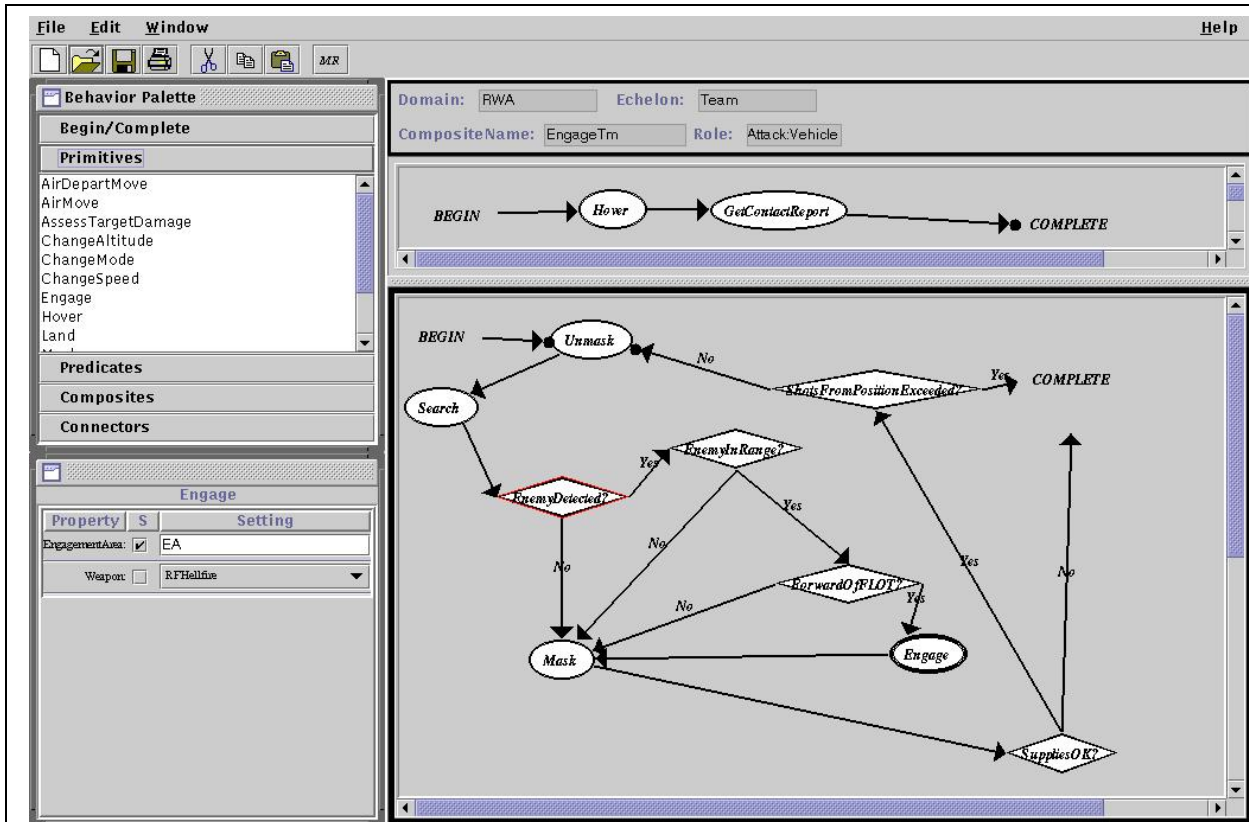 File Edit Window Help
MR
Behavior Palette
Begin/Complete
Primitives
AirDepartMove
AirMove
AssessTargetDamage
ChangeAltitude
ChangeMode
ChangeSpeed
Engage
Hover
Land
Predicates
Composites
Connectors
Engage
Property S Setting
EngagementArea: EA
Weapon: RFHellfire
Domain: RWA Echelon: Team
CompositeName: EngageTm Role: Attack:Vehicle
BEGIN Hover GetContactReport COMPLETE
BEGIN Unmask
No
ShotsFromPositionExceeded? Yes COMPLETE
Search
EnemyInRange?
Yes
EnemyDetected?
Yes
No
No
Yes
No
ForwardOfFLOT?
Yes
No
Mask
Engage
SuppliesOK?